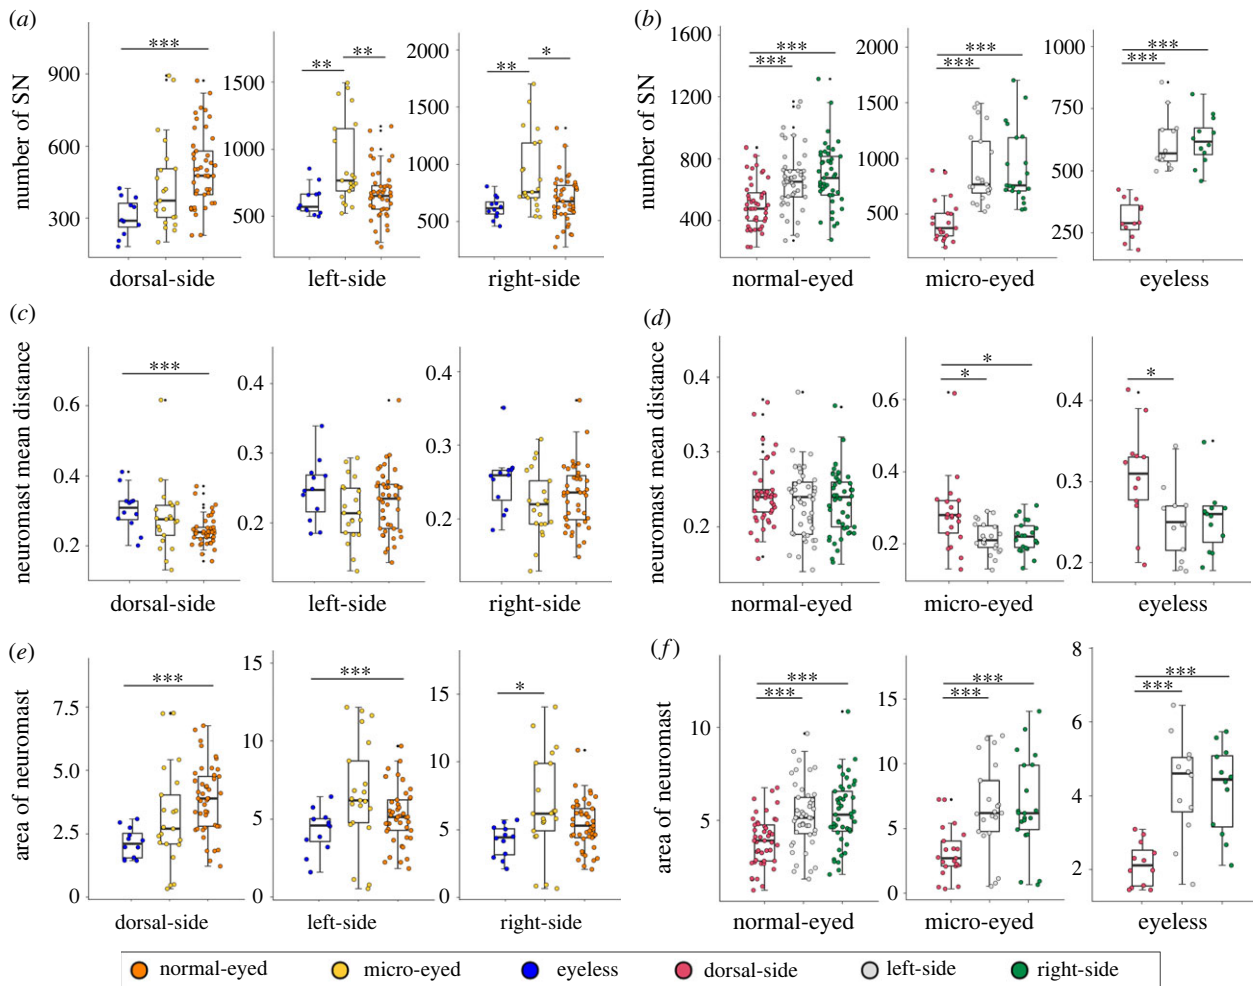 (a)
number of SN
900
600
300
***
dorsal-side
1500
1000
500
**
**
left-side
2000
1500
1000
500
**
*
right-side
(b)
number of SN
1600
1200
800
400
***
***
normal-eyed
2000
1500
1000
500
***
***
micro-eyed
1000
750
500
250
***
***
eyeless
(c)
neuromast mean distance
0.6
0.4
0.2
***
dorsal-side
0.4
0.3
0.2
left-side
0.4
0.3
0.2
right-side
(d)
neuromast mean distance
0.4
0.3
0.2
normal-eyed
0.6
0.4
0.2
*
*
micro-eyed
0.4
0.3
0.2
*
eyeless
(e)
area of neuromast
7.5
5.0
2.5
0
***
dorsal-side
15
10
5
0
***
left-side
15
10
5
0
*
right-side
(f)
area of neuromast
10
5
***
***
normal-eyed
15
10
5
0
***
***
micro-eyed
8
6
4
2
***
***
eyeless
normal-eyed micro-eyed eyeless dorsal-side left-side right-side